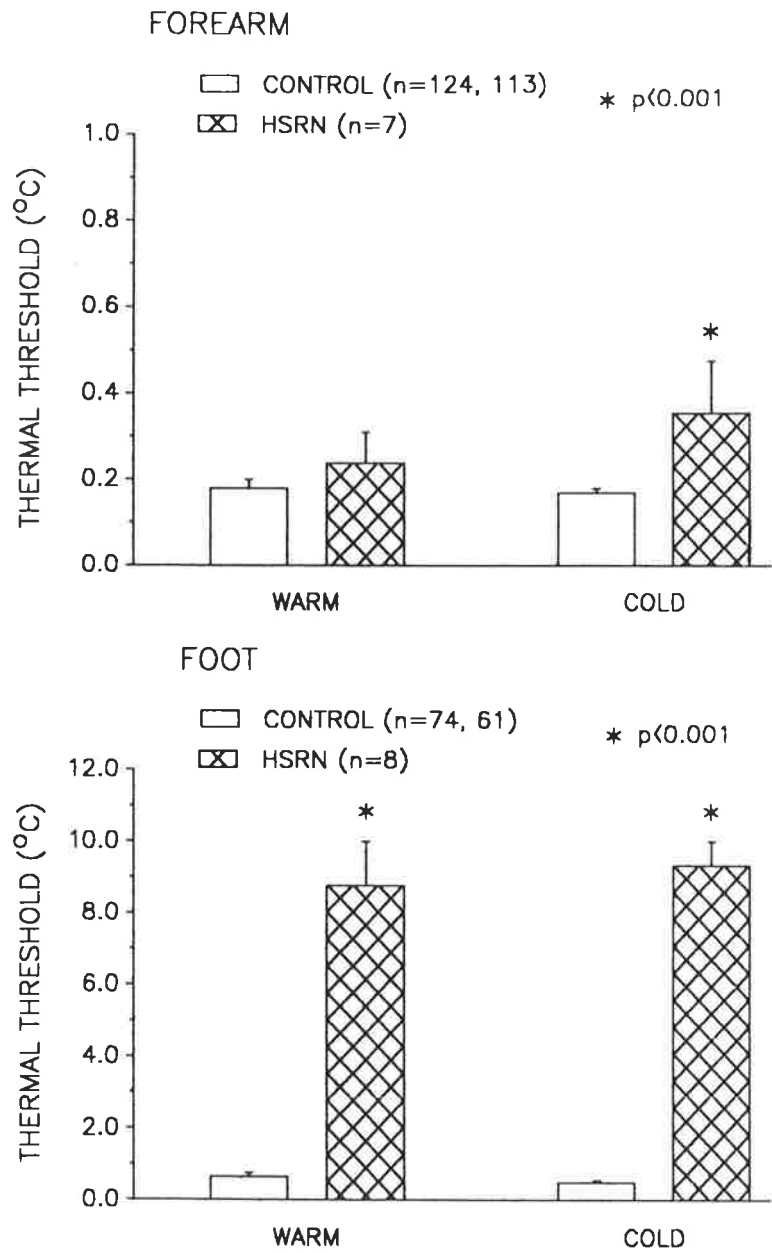 FOREARM
CONTROL (n=124, 113)
* p<0.001
HSRN (n=7)
THERMAL THRESHOLD (°C)
1.0
0.8
0.6
*
0.4
0.2
0.0
WARM
COLD
FOOT
CONTROL (n=74, 61)
* p<0.001
HSRN (n=8)
THERMAL THRESHOLD (°C)
12.0
* *
10.0
8.0
6.0
4.0
2.0
0.0
WARM
COLD